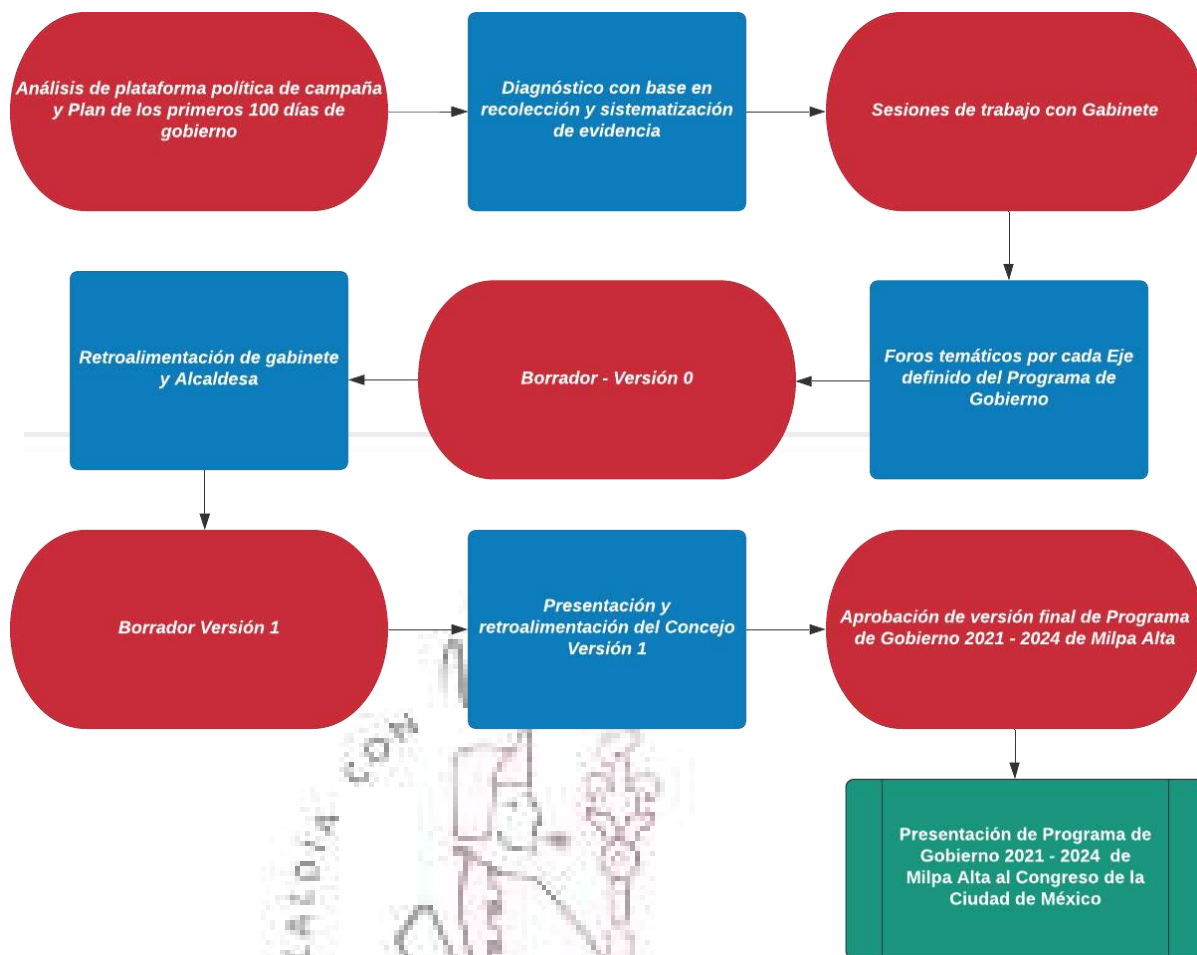 Análisis de plataforma política de campaña
y Plan de los primeros 100 días de
gobierno
Diagnóstico con base en
recolección y sistematización
de evidencia
Sesiones de trabajo con Gabinete
Foros temáticos por cada Eje
definido del Programa de
Gobierno
Borrador - Versión 0
Retroalimentación de gabinete
y Alcaldesa
Borrador Versión 1
Presentación y
retroalimentación del Concejo
Versión 1
Aprobación de versión final de Programa
de Gobierno 2021 - 2024 de Milpa Alta
Presentación de Programa de
Gobierno 2021 - 2024 de
Milpa Alta al Congreso de la
Ciudad de México
CON